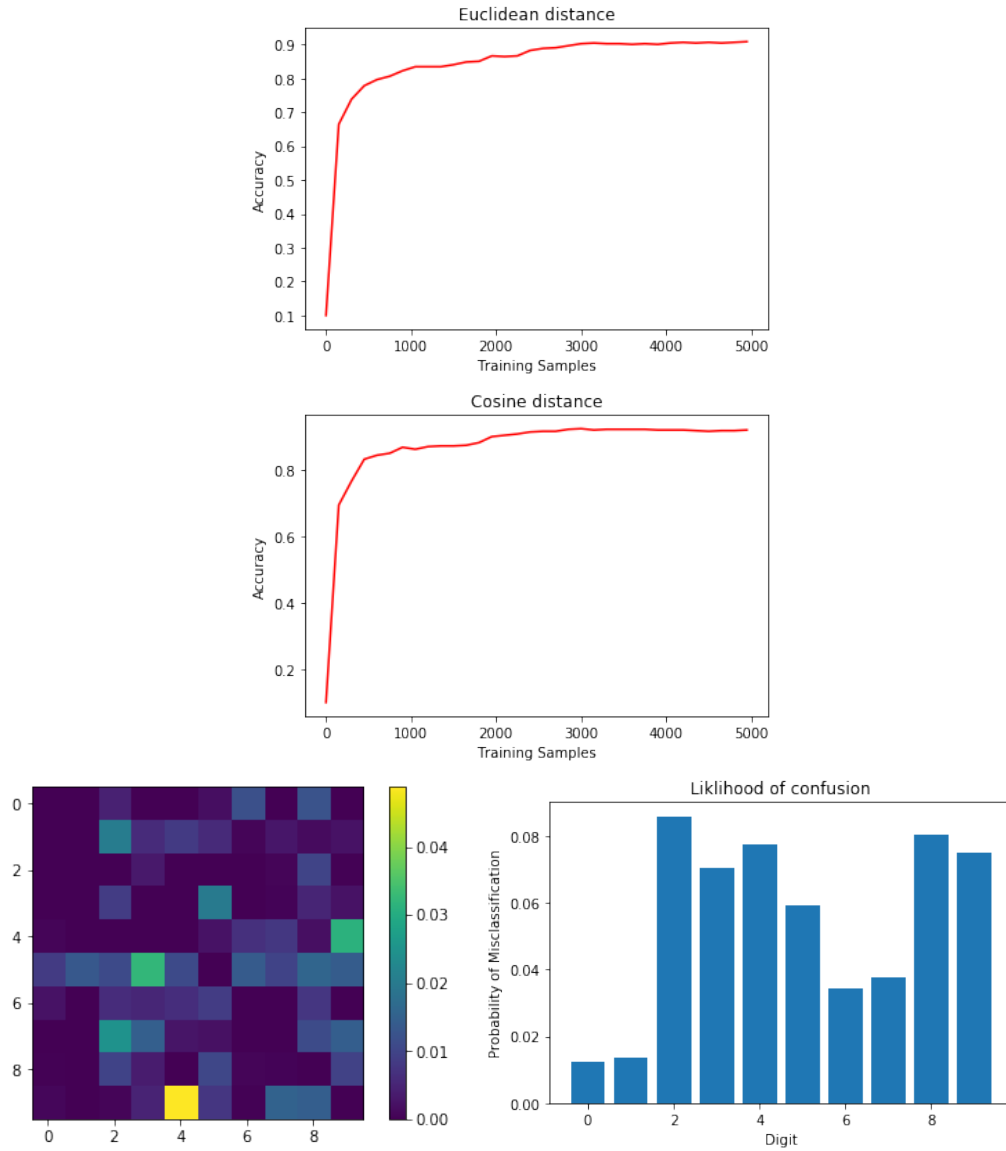 Euclidean distance
0.9
0.8
0.7
0.6
0.5
0.4
0.3
0.2
0.1
Accuracy
0 1000 2000 3000 4000 5000
Training Samples
Cosine distance
0.8
0.6
0.4
0.2
Accuracy
0 1000 2000 3000 4000 5000
Training Samples
0
2
4
6
8
0 2 4 6 8
0.04
0.03
0.02
0.01
0.00
Liklihood of confusion
0.08
0.06
0.04
0.02
0.00
Probability of Misclassification
0 2 4 6 8
Digit